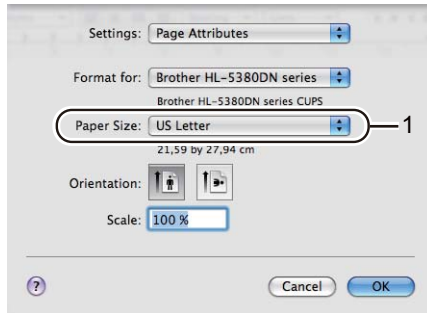 Settings: Page Attributes
Format for: Brother HL-5380DN series
Brother HL-5380DN series CUPS
Paper Size: US Letter 1
21,59 by 27,94 cm
Orientation:
Scale: 100 %
? Cancel OK